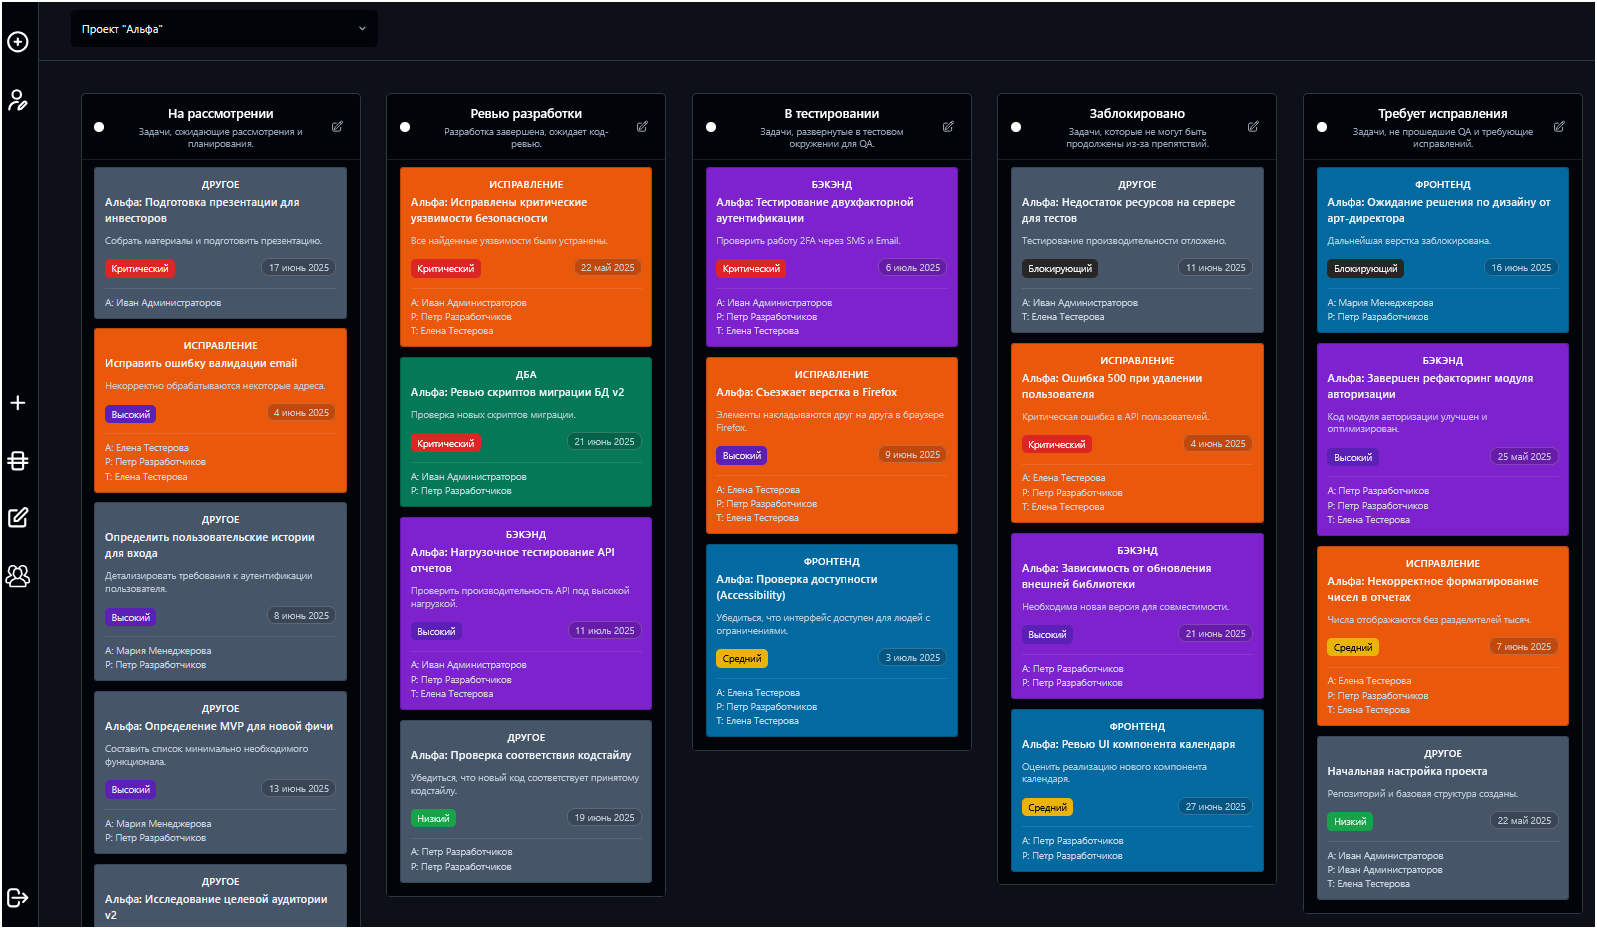 Проект "Альфа"
На рассмотрении
Задачи, ожидающие рассмотрения и
планирования.
ДРУГОЕ
Альфа: Подготовка презентации для
инвесторов
Собрать материалы и подготовить презентацию.
Критический
17 июнь 2025
А: Иван Администраторов
ИСПРАВЛЕНИЕ
Исправить ошибку валидации email
Некорректно обрабатываются некоторые адреса.
Высокий
4 июнь 2025
А: Елена Тестерова
Р: Петр Разработчиков
Т: Елена Тестерова
ДРУГОЕ
Определить пользовательские истории
для входа
Детализировать требования к аутентификации
пользователя.
Высокий
8 июнь 2025
А: Мария Менеджерова
Р: Петр Разработчиков
ДРУГОЕ
Альфа: Определение MVP для новой фичи
Составить список минимально необходимого
функционала.
Высокий
13 июнь 2025
А: Мария Менеджерова
Р: Петр Разработчиков
ДРУГОЕ
Альфа: Исследование целевой аудитории
v2
Ревью разработки
Разработка завершена, ожидает код-
ревью.
ИСПРАВЛЕНИЕ
Альфа: Исправлены критические
уязвимости безопасности
Все найденные уязвимости были устранены.
Критический
22 май 2025
А: Иван Администраторов
Р: Петр Разработчиков
Т: Елена Тестерова
ДБА
Альфа: Ревью скриптов миграции БД v2
Проверка новых скриптов миграции.
Критический
21 июнь 2025
А: Иван Администраторов
Р: Петр Разработчиков
БЭКЭНД
Альфа: Нагрузочное тестирование API
отчетов
Проверить производительность API под высокой
нагрузкой.
Высокий
11 июль 2025
А: Иван Администраторов
Р: Петр Разработчиков
Т: Елена Тестерова
ДРУГОЕ
Альфа: Проверка соответствия кодстайлу
Убедиться, что новый код соответствует принятому
кодстайлу.
Низкий
19 июнь 2025
А: Петр Разработчиков
Р: Петр Разработчиков
В тестировании
Задачи, развернутые в тестовом
окружении для QA.
БЭКЭНД
Альфа: Тестирование двухфакторной
аутентификации
Проверить работу 2FA через SMS и Email.
Критический
6 июль 2025
А: Иван Администраторов
Р: Петр Разработчиков
Т: Елена Тестерова
ИСПРАВЛЕНИЕ
Альфа: Съезжает верстка в Firefox
Элементы накладываются друг на друга в браузере
Firefox.
Высокий
9 июнь 2025
А: Елена Тестерова
Р: Петр Разработчиков
Т: Елена Тестерова
ФРОНТЕНД
Альфа: Проверка доступности
(Accessibility)
Убедиться, что интерфейс доступен для людей с
ограничениями.
Средний
3 июль 2025
А: Елена Тестерова
Р: Петр Разработчиков
Т: Елена Тестерова
Заблокировано
Задачи, которые не могут быть
продолжены из-за препятствий.
ДРУГОЕ
Альфа: Недостаток ресурсов на сервере
для тестов
Тестирование производительности отложено.
Блокирующий
11 июнь 2025
А: Иван Администраторов
Т: Елена Тестерова
ИСПРАВЛЕНИЕ
Альфа: Ошибка 500 при удалении
пользователя
Критическая ошибка в API пользователей.
Критический
4 июнь 2025
А: Елена Тестерова
Р: Петр Разработчиков
Т: Елена Тестерова
БЭКЭНД
Альфа: Зависимость от обновления
внешней библиотеки
Необходима новая версия для совместимости.
Высокий
21 июнь 2025
А: Петр Разработчиков
Р: Петр Разработчиков
ФРОНТЕНД
Альфа: Ревью UI компонента календаря
Оценить реализацию нового компонента
календаря.
Средний
27 июнь 2025
А: Петр Разработчиков
Р: Петр Разработчиков
Требует исправления
Задачи, не прошедшие QA и требующие
исправлений.
ФРОНТЕНД
Альфа: Ожидание решения по дизайну от
арт-директора
Дальнейшая верстка заблокирована.
Блокирующий
16 июнь 2025
А: Мария Менеджерова
Р: Петр Разработчиков
БЭКЭНД
Альфа: Завершен рефакторинг модуля
авторизации
Код модуля авторизации улучшен и
оптимизирован.
Высокий
25 май 2025
А: Петр Разработчиков
Р: Петр Разработчиков
Т: Елена Тестерова
ИСПРАВЛЕНИЕ
Альфа: Некорректное форматирование
чисел в отчетах
Числа отображаются без разделителей тысяч.
Средний
7 июнь 2025
А: Елена Тестерова
Р: Петр Разработчиков
Т: Елена Тестерова
ДРУГОЕ
Начальная настройка проекта
Репозиторий и базовая структура созданы.
Низкий
22 май 2025
А: Иван Администраторов
Р: Иван Администраторов
Т: Елена Тестерова